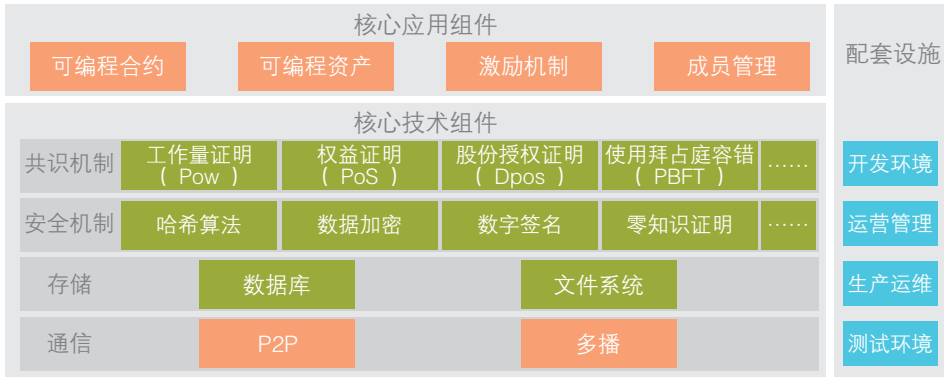 核心应用组件
可编程合约
可编程资产
激励机制
成员管理
核心技术组件
共识机制
工作量证明
( Pow )
权益证明
( PoS )
股份授权证明
( Dpos )
使用拜占庭容错
( PBFT )
……
安全机制
哈希算法
数据加密
数字签名
零知识证明
……
存储
数据库
文件系统
通信
P2P
多播
配套设施
开发环境
运营管理
生产运维
测试环境